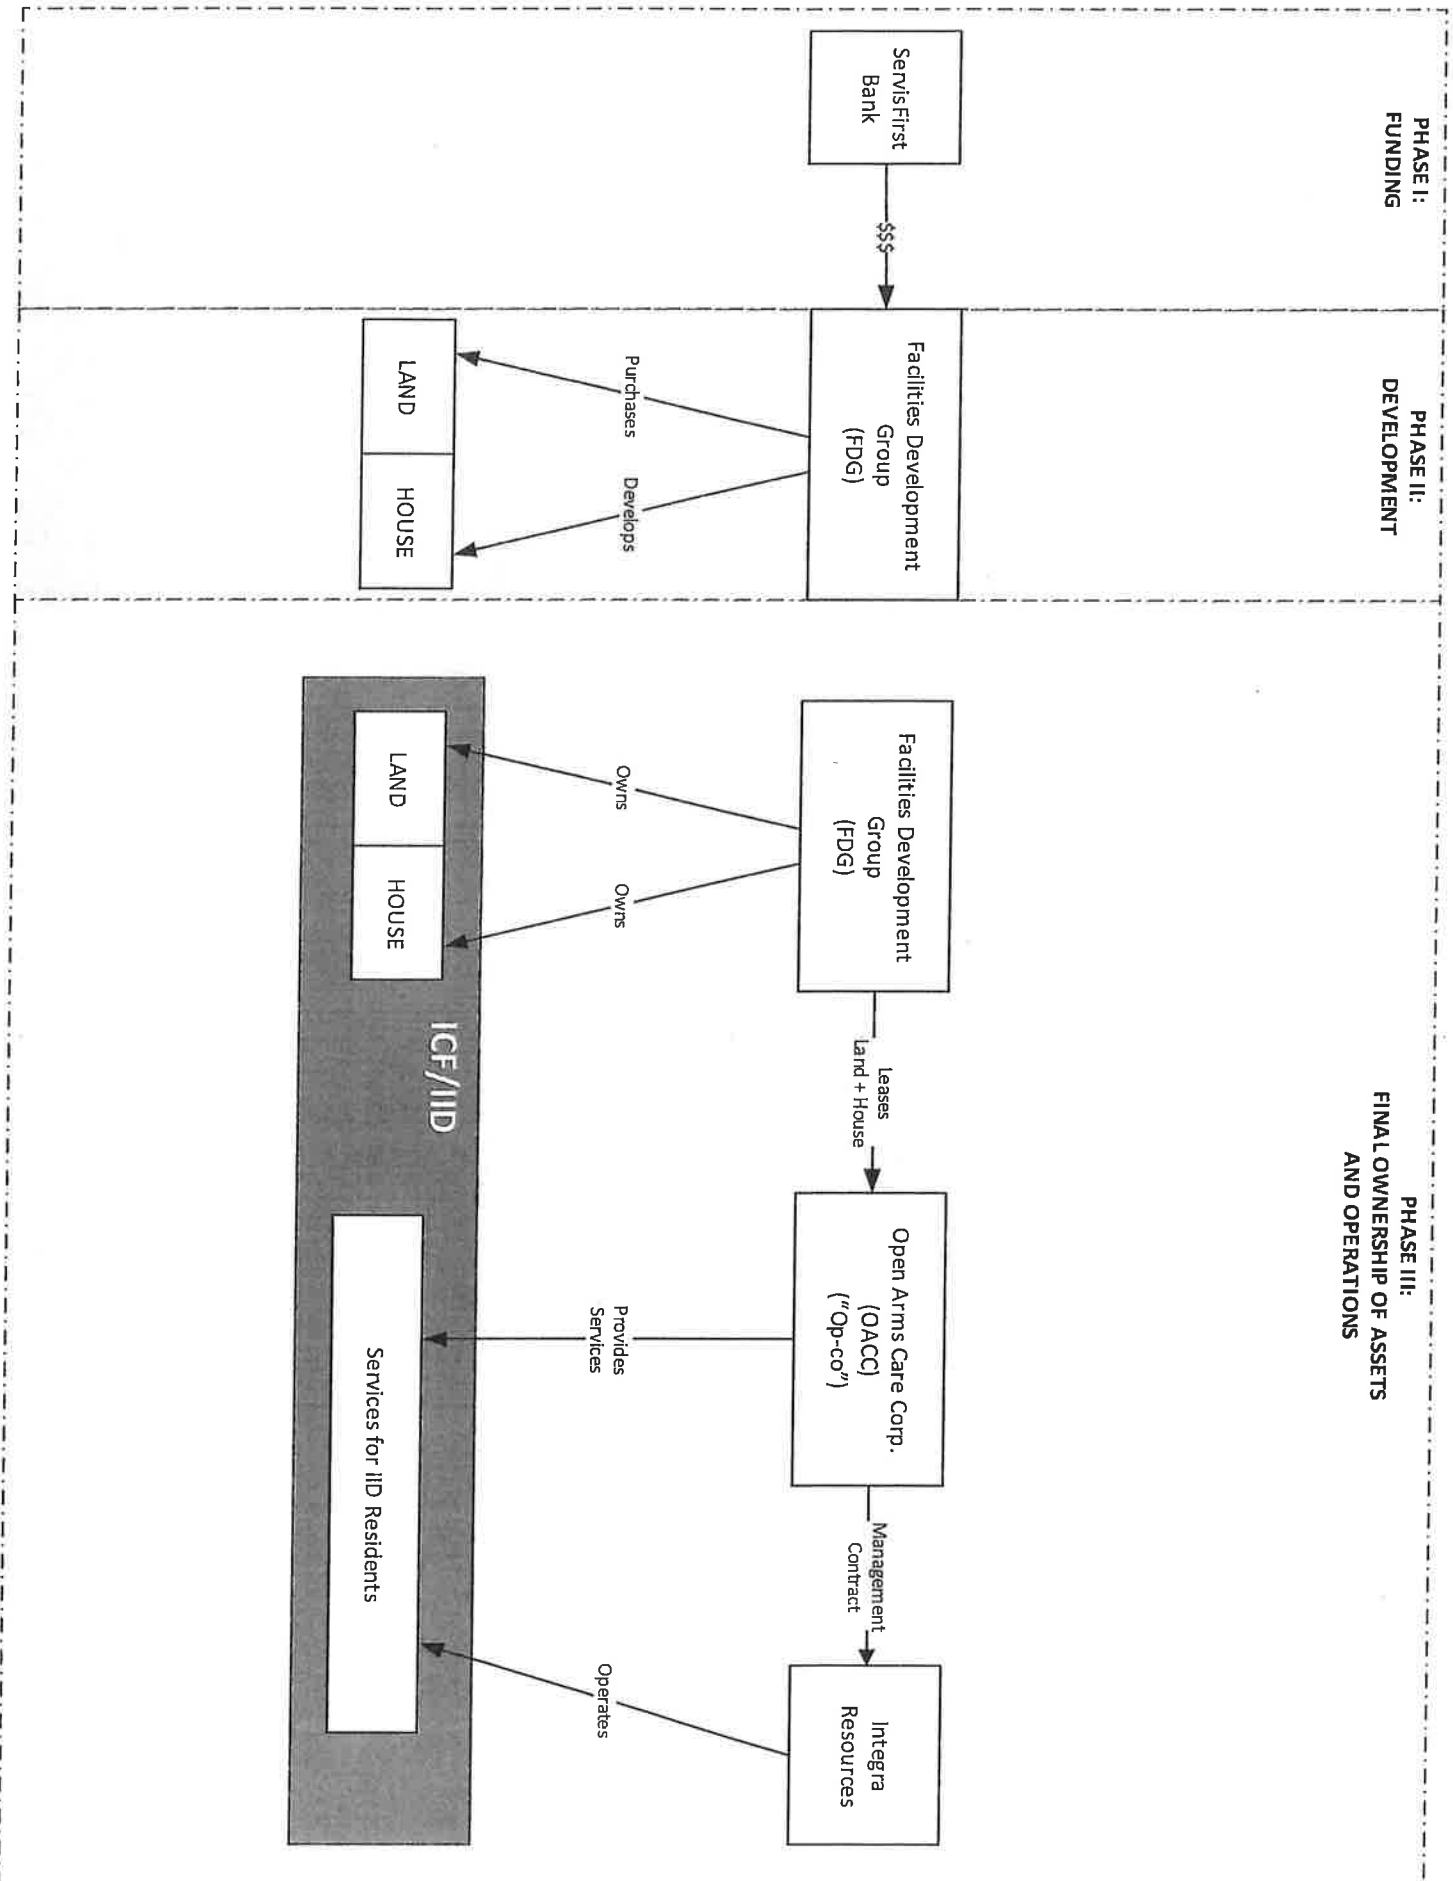 PHASE I:
FUNDING
ServisFirst
Bank
$$$
PHASE II:
DEVELOPMENT
Facilities Development
Group
(FDG)
Purchases
Develops
LAND
HOUSE
PHASE III:
FINAL OWNERSHIP OF ASSETS
AND OPERATIONS
Facilities Development
Group
(FDG)
Leases
Land + House
Open Arms Care Corp.
(OACC)
("Op-co")
Management
Contract
Integra
Resources
Owns
Owns
Provides
Services
Operates
ICF/IID
LAND
HOUSE
Services for IID Residents